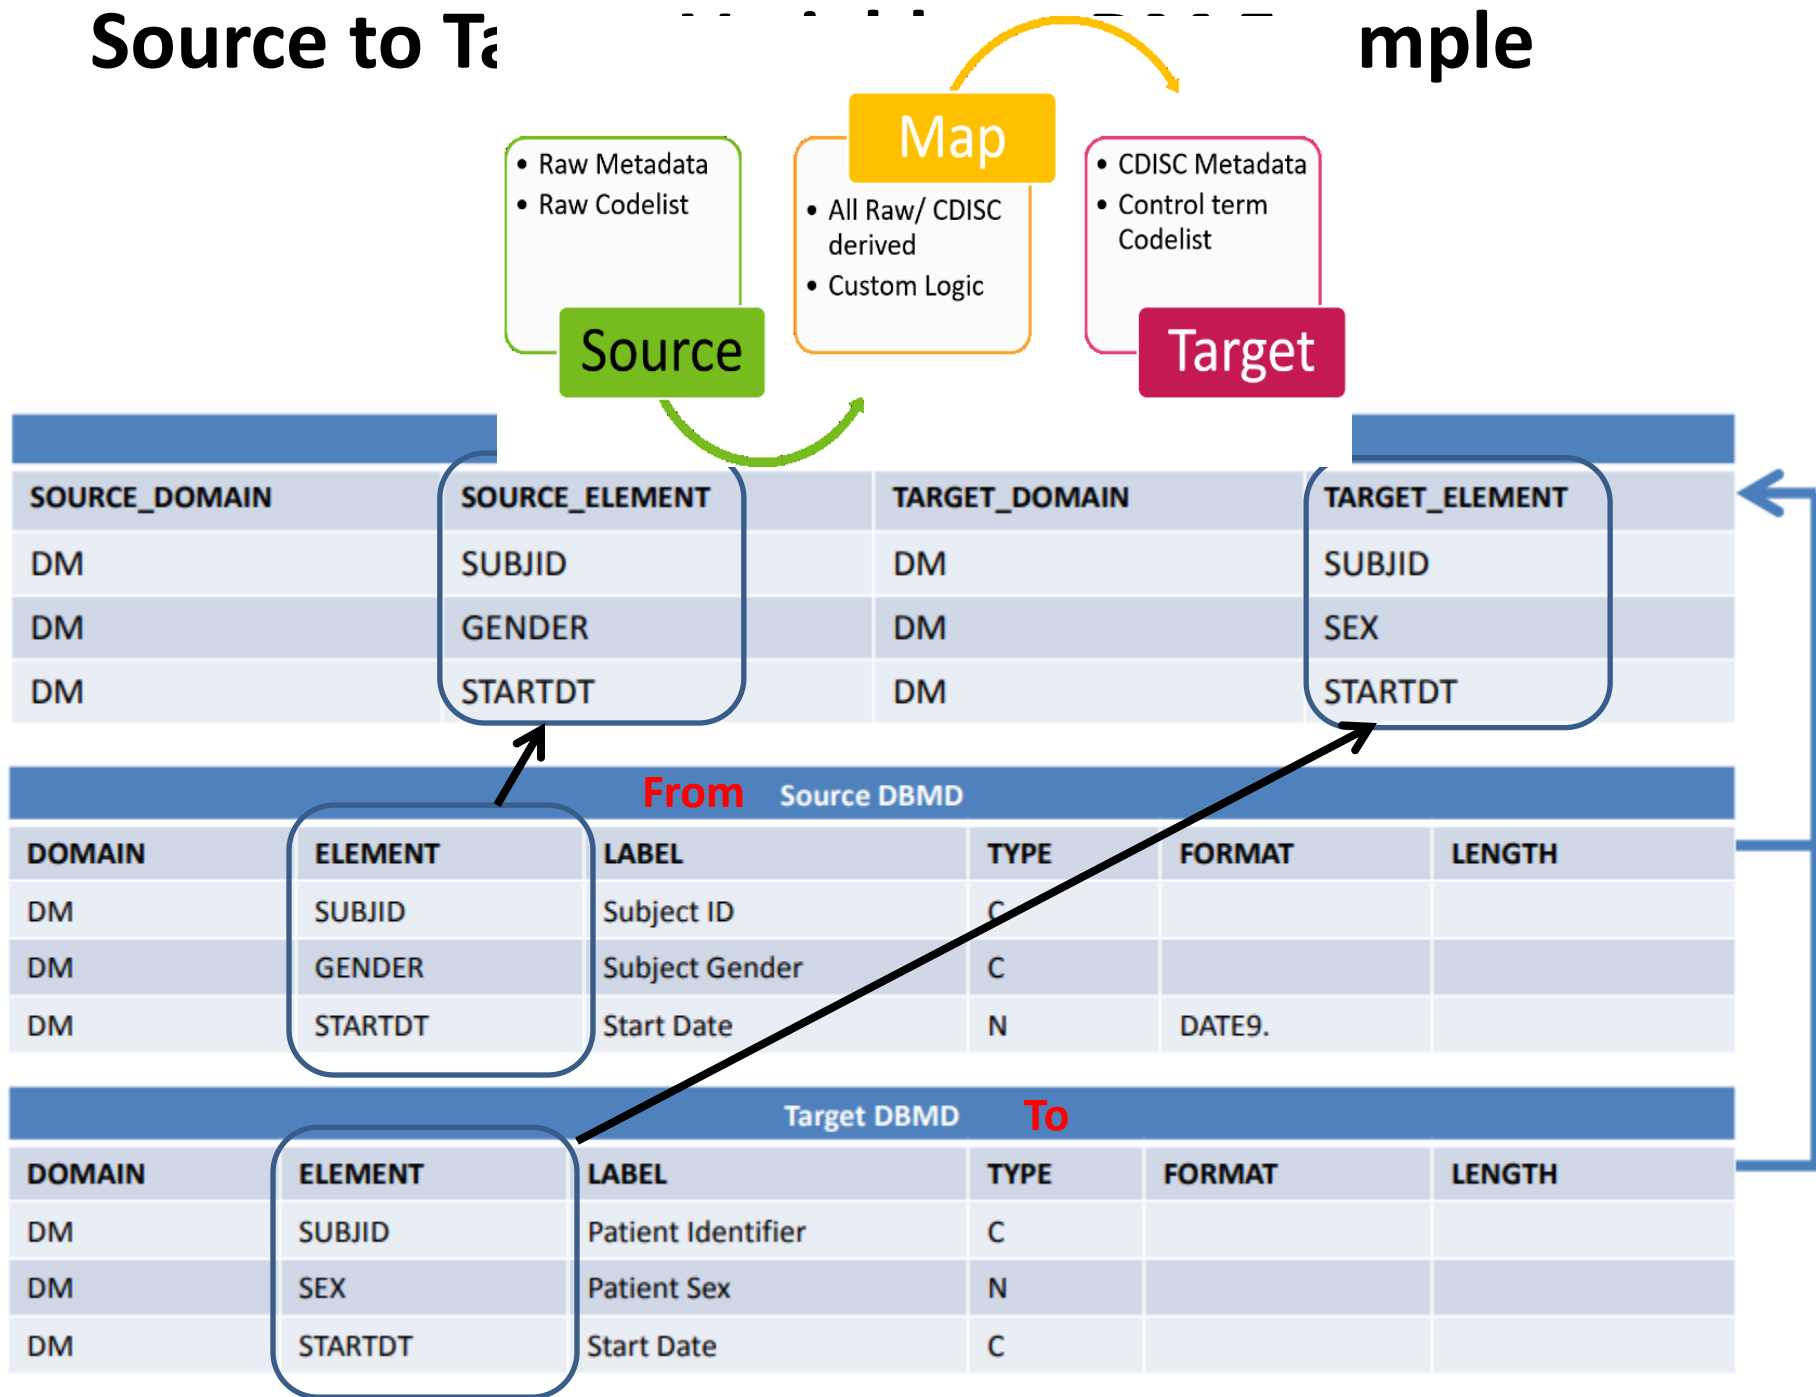 Source to Ta
mple
Map
• Raw Metadata
• Raw Codelist
• All Raw/ CDISC
derived
• Custom Logic
• CDISC Metadata
• Control term
Codelist
Source
Target
SOURCE_DOMAIN SOURCE_ELEMENT TARGET_DOMAIN TARGET_ELEMENT
DM SUBJID DM SUBJID
DM GENDER DM SEX
DM STARTDT DM STARTDT
From Source DBMD
DOMAIN ELEMENT LABEL TYPE FORMAT LENGTH
DM SUBJID Subject ID C
DM GENDER Subject Gender C
DM STARTDT Start Date N DATE9.
Target DBMD To
DOMAIN ELEMENT LABEL TYPE FORMAT LENGTH
DM SUBJID Patient Identifier C
DM SEX Patient Sex N
DM STARTDT Start Date C